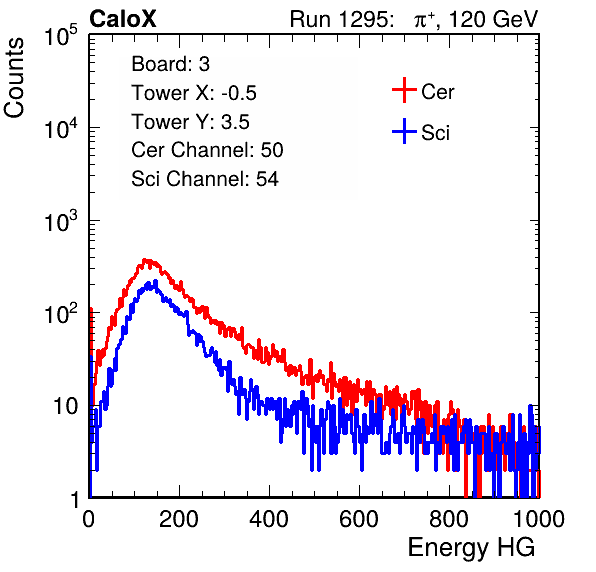 CaloX Run 1295: π⁺, 120 GeV
Counts
10⁵
10⁴
10³
10²
10
1
Board: 3
Tower X: -0.5
Tower Y: 3.5
Cer Channel: 50
Sci Channel: 54
Cer
Sci
0 200 400 600 800 1000
Energy HG